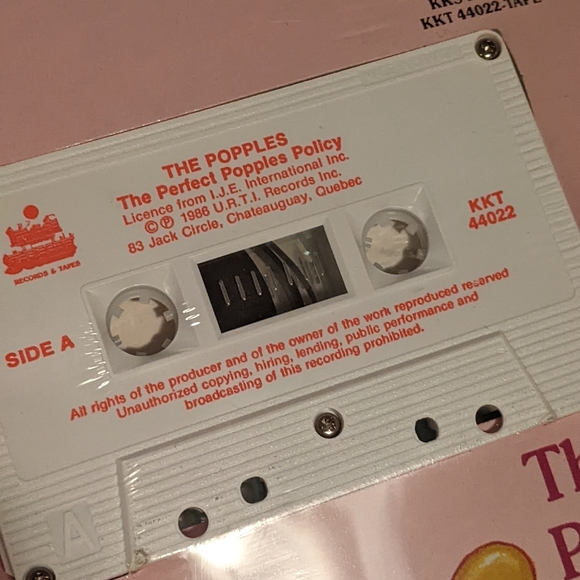 KKT 44022-TAPE
THE POPPLES
The Perfect Popples Policy
Licence from I.J.E. International Inc.
©℗ 1986 U.R.T.I. Records Inc.
83 Jack Circle, Chateauguay, Quebec
KKT
44022
RECORDS & TAPES
SIDE A
All rights of the producer and of the owner of the work reproduced reserved
Unauthorized copying, hiring, lending, public performance and
broadcasting of this recording prohibited.
A
Th